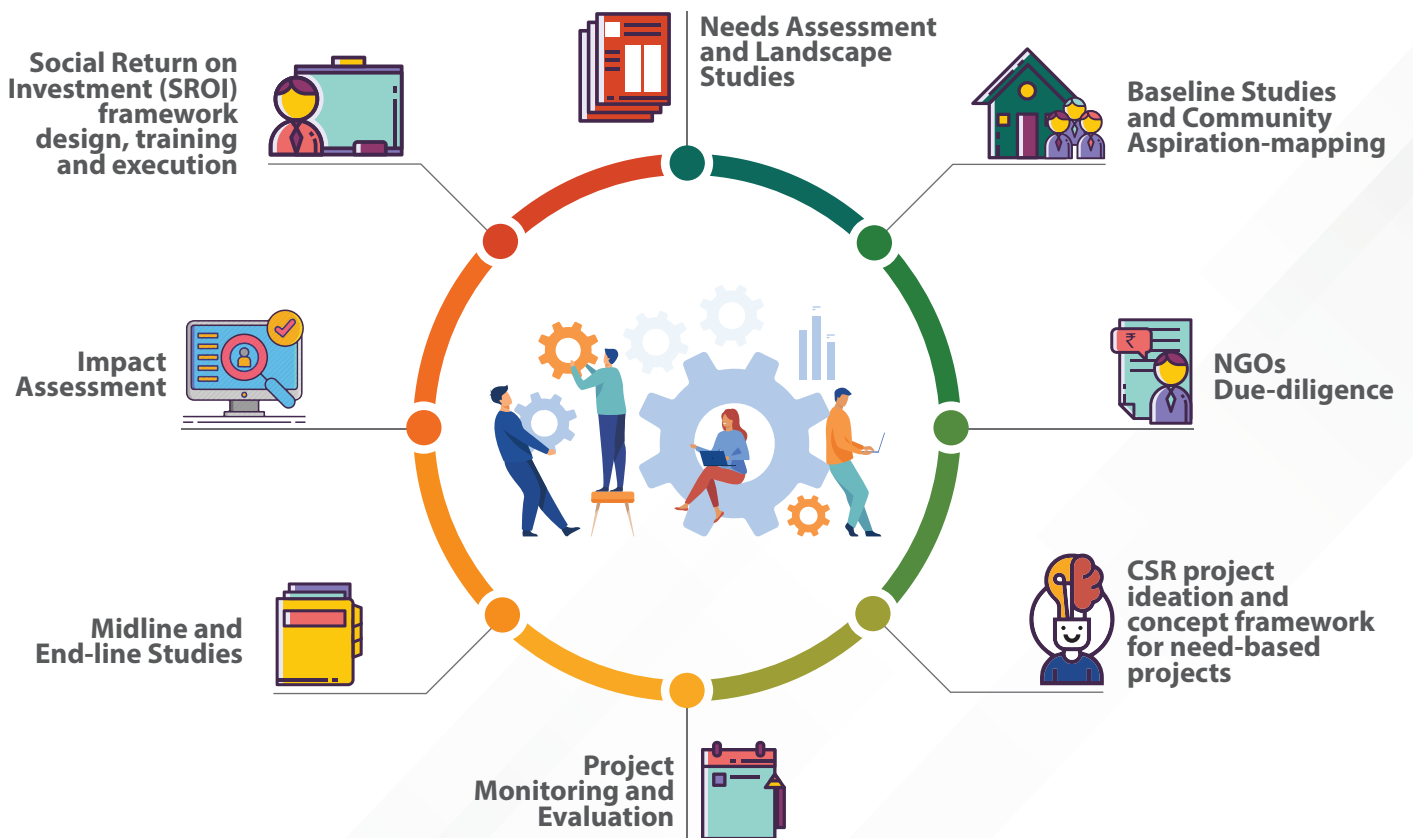 Needs Assessment
and Landscape
Studies
Baseline Studies
and Community
Aspiration-mapping
₹
NGOs
Due-diligence
CSR project
ideation and
concept framework
for need-based
projects
Project
Monitoring and
Evaluation
Midline and
End-line Studies
Impact
Assessment
Social Return on
Investment (SROI)
framework
design, training
and execution